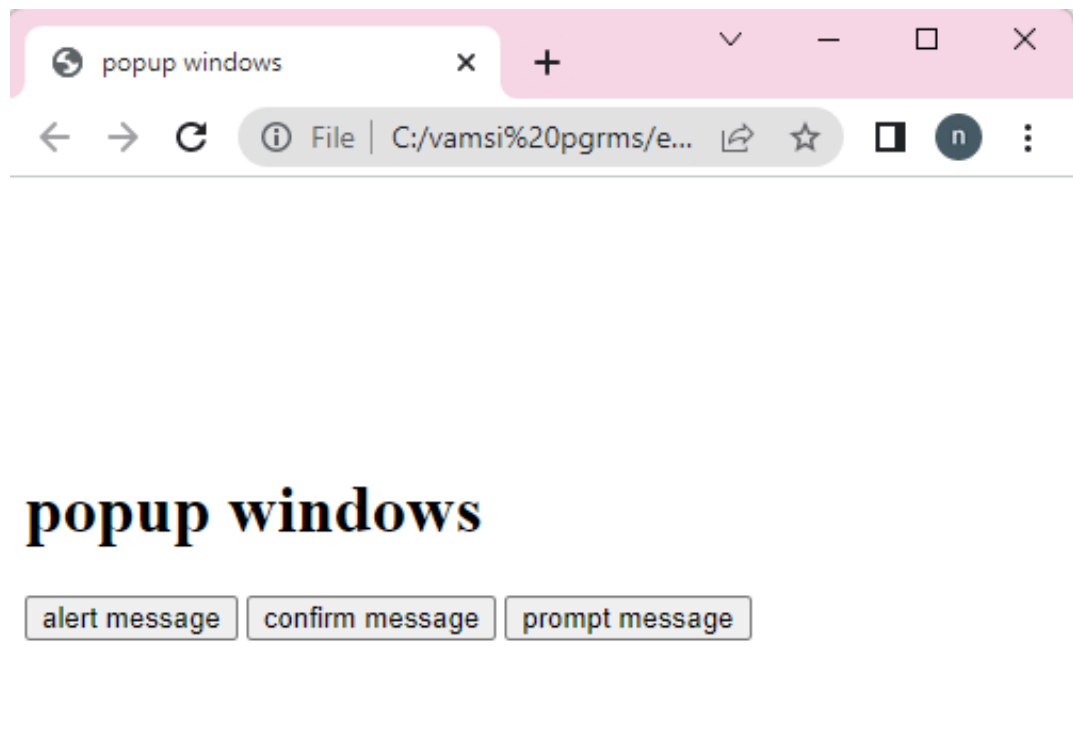 popup windows
File C:/vamsi%20pgrms/e... n
popup windows
alert message confirm message prompt message